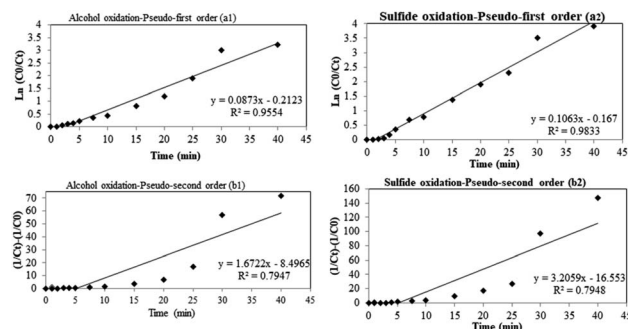 Alcohol oxidation-Pseudo-first order (a1)
Ln (C0/Ct)
4
3.5
3
2.5
2
1.5
1
0.5
0
y = 0.0873x - 0.2123
R² = 0.9554
0 5 10 15 20 25 30 35 40 45
Time (min)
Sulfide oxidation-Pseudo-first order (a2)
Ln (C0/Ct)
4
3.5
3
2.5
2
1.5
1
0.5
0
y = 0.1063x - 0.167
R² = 0.9833
0 5 10 15 20 25 30 35 40 45
Time (min)
Alcohol oxidation-Pseudo-second order (b1)
(1/Ct)-(1/C0)
70
60
50
40
30
20
10
0
y = 1.6722x - 8.4965
R² = 0.7947
0 5 10 15 20 25 30 35 40 45
Time (min)
Sulfide oxidation-Pseudo-second order (b2)
(1/Ct)-(1/C0)
160
140
120
100
80
60
40
20
0
y = 3.2059x - 16.553
R² = 0.7948
0 5 10 15 20 25 30 35 40 45
Time (min)